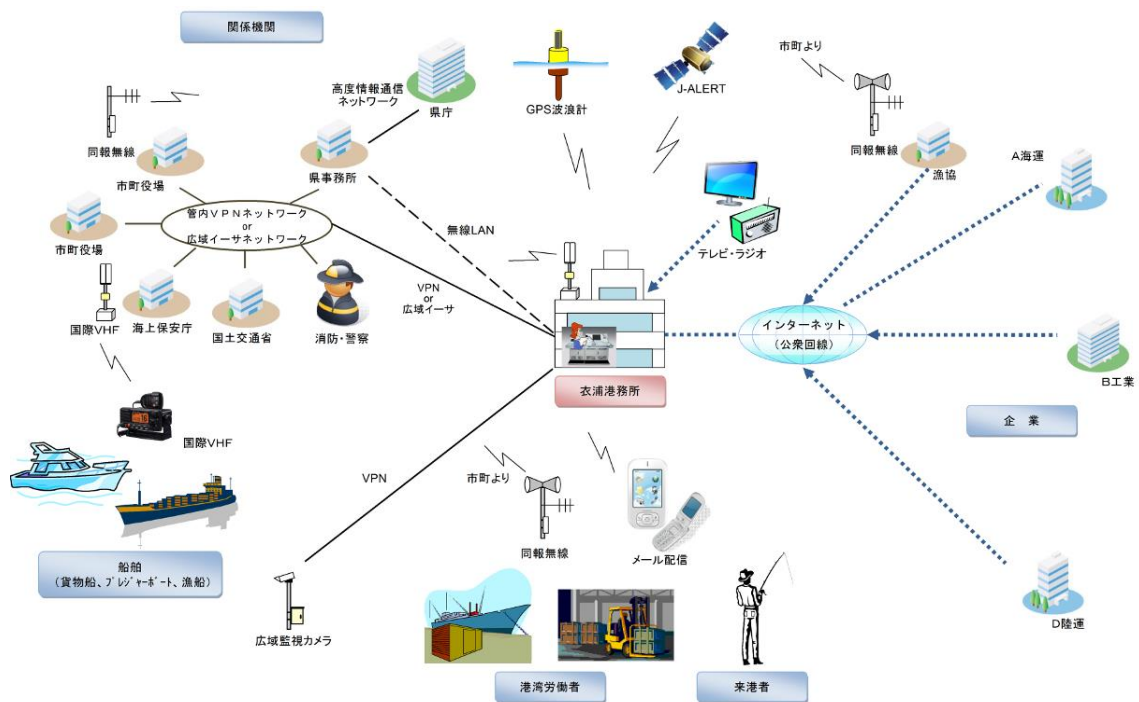 関係機関
高度情報通信
ネットワーク
県庁
GPS波浪計
J-ALERT
市町より
同報無線
市町役場
県事務所
同報無線
漁協
A海運
管内VPNネットワーク
or
広域イーサネットワーク
市町役場
無線LAN
テレビ・ラジオ
国際VHF
海上保安庁
国土交通省
消防・警察
VPN
or
広域イーサ
インターネット
(公衆回線)
B工業
衣浦港務所
企 業
16
国際VHF
VPN
市町より
同報無線
メール配信
船舶
(貨物船、プレジャーボート、漁船)
広域監視カメラ
D陸運
港湾労働者
来港者